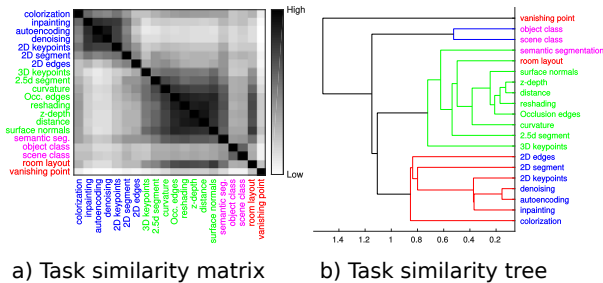 colorization
inpainting
autoencoding
denoising
2D keypoints
2D segment
2D edges
3D keypoints
2.5d segment
curvature
Occ. edges
reshading
z-depth
distance
surface normals
semantic seg.
object class
scene class
room layout
vanishing point
colorization
inpainting
autoencoding
denoising
2D keypoints
2D segment
2D edges
3D keypoints
2.5d segment
curvature
Occ. edges
reshading
z-depth
distance
surface normals
semantic seg.
object class
scene class
room layout
vanishing point
High
Low
a) Task similarity matrix
vanishing point
object class
scene class
semantic segmentation
room layout
surface normals
z-depth
distance
reshading
Occlusion edges
curvature
2.5d segment
3D keypoints
2D edges
2D segment
2D keypoints
denoising
autoencoding
inpainting
colorization
1.4 1.2 1 0.8 0.6 0.4 0.2
b) Task similarity tree